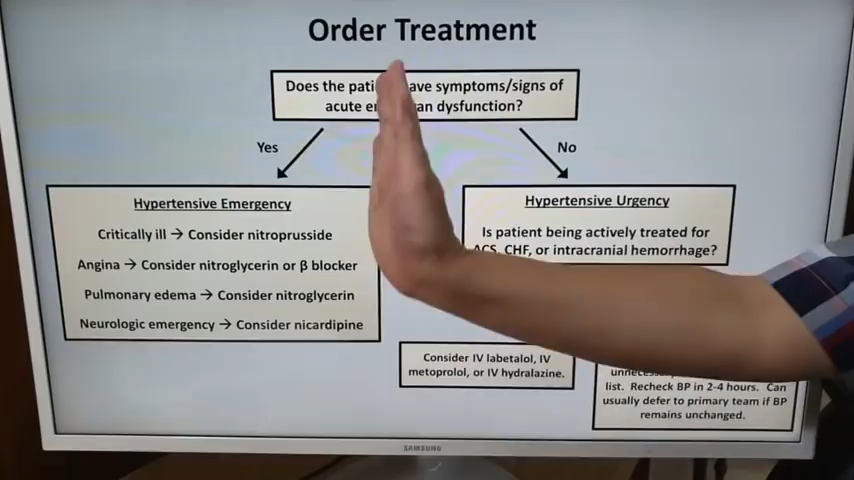 Order Treatment
Does the pati ave symptoms/signs of
acute en an dysfunction?
Yes
No
Hypertensive Emergency
Critically ill → Consider nitroprusside
Angina → Consider nitroglycerin or β blocker
Pulmonary edema → Consider nitroglycerin
Neurologic emergency → Consider nicardipine
Hypertensive Urgency
Is patient being actively treated for
ACS, CHF, or intracranial hemorrhage?
Consider IV labetalol, IV
metoprolol, or IV hydralazine.
list. Recheck BP in 2-4 hours. Can
usually defer to primary team if BP
remains unchanged.
SAMSUNG